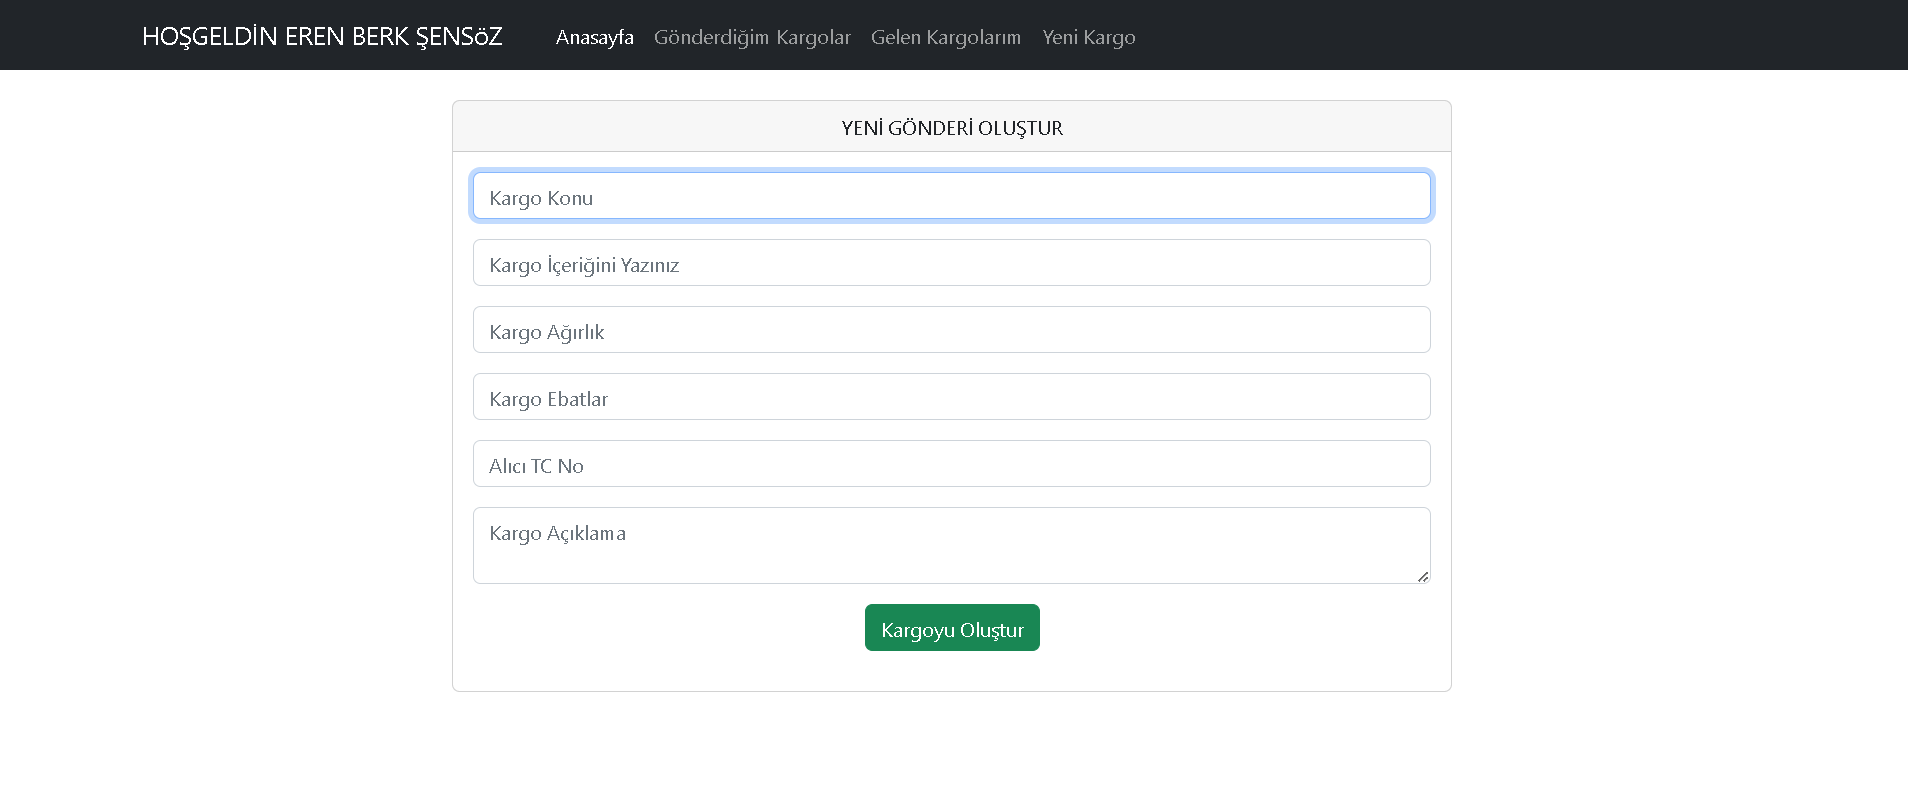 HOŞGELDİN EREN BERK ŞENSöZ Anasayfa Gönderdiğim Kargolar Gelen Kargolarım Yeni Kargo
YENİ GÖNDERİ OLUŞTUR
Kargo Konu
Kargo İçeriğini Yazınız
Kargo Ağırlık
Kargo Ebatlar
Alıcı TC No
Kargo Açıklama
Kargoyu Oluştur